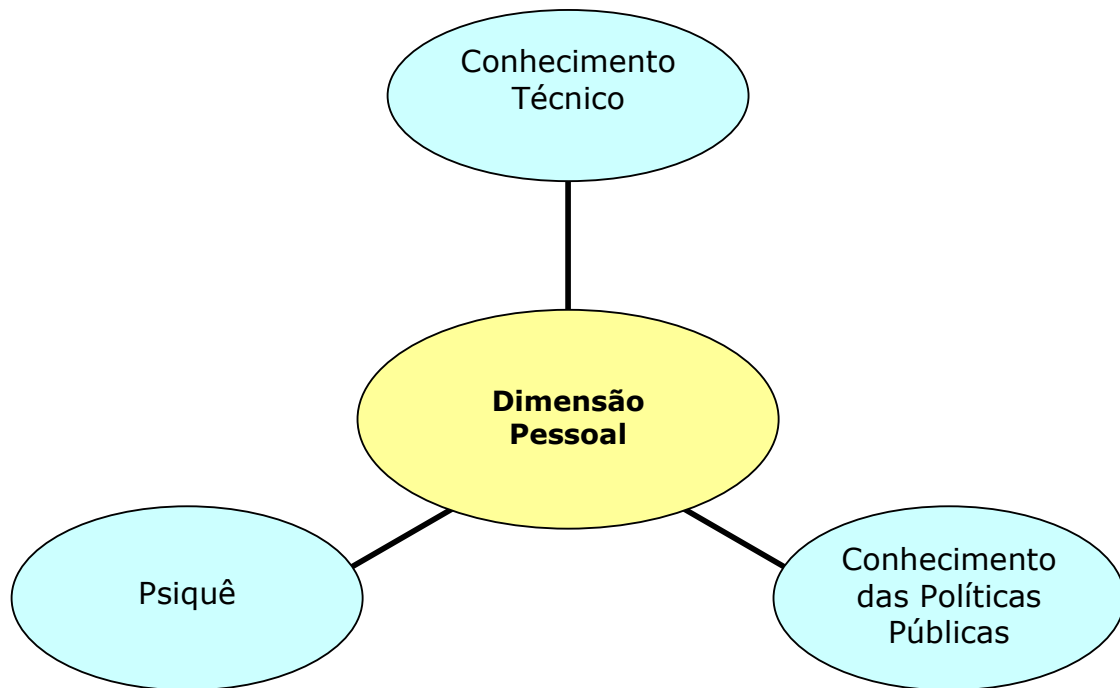 Conhecimento
Técnico
Dimensão
Pessoal
Psiquê
Conhecimento
das Políticas
Públicas